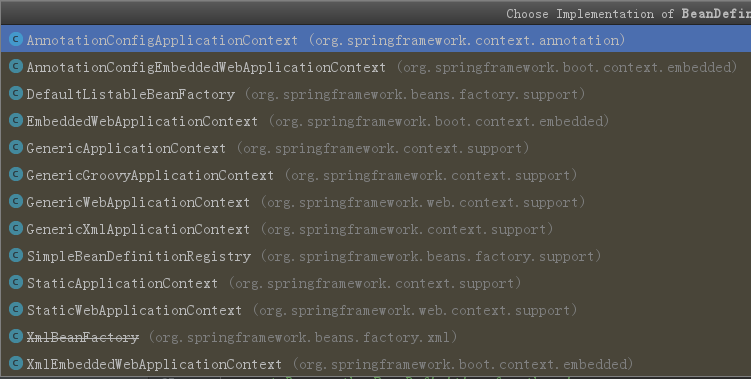 Choose Implementation of BeanDefin
C AnnotationConfigApplicationContext (org.springframework.context.annotation)
C AnnotationConfigEmbeddedWebApplicationContext (org.springframework.boot.context.embedded)
C DefaultListableBeanFactory (org.springframework.beans.factory.support)
C EmbeddedWebApplicationContext (org.springframework.boot.context.embedded)
C GenericApplicationContext (org.springframework.context.support)
C GenericGroovyApplicationContext (org.springframework.context.support)
C GenericWebApplicationContext (org.springframework.web.context.support)
C GenericXmlApplicationContext (org.springframework.context.support)
C SimpleBeanDefinitionRegistry (org.springframework.beans.factory.support)
C StaticApplicationContext (org.springframework.context.support)
C StaticWebApplicationContext (org.springframework.web.context.support)
C XmlBeanFactory (org.springframework.beans.factory.xml)
C XmlEmbeddedWebApplicationContext (org.springframework.boot.context.embedded)